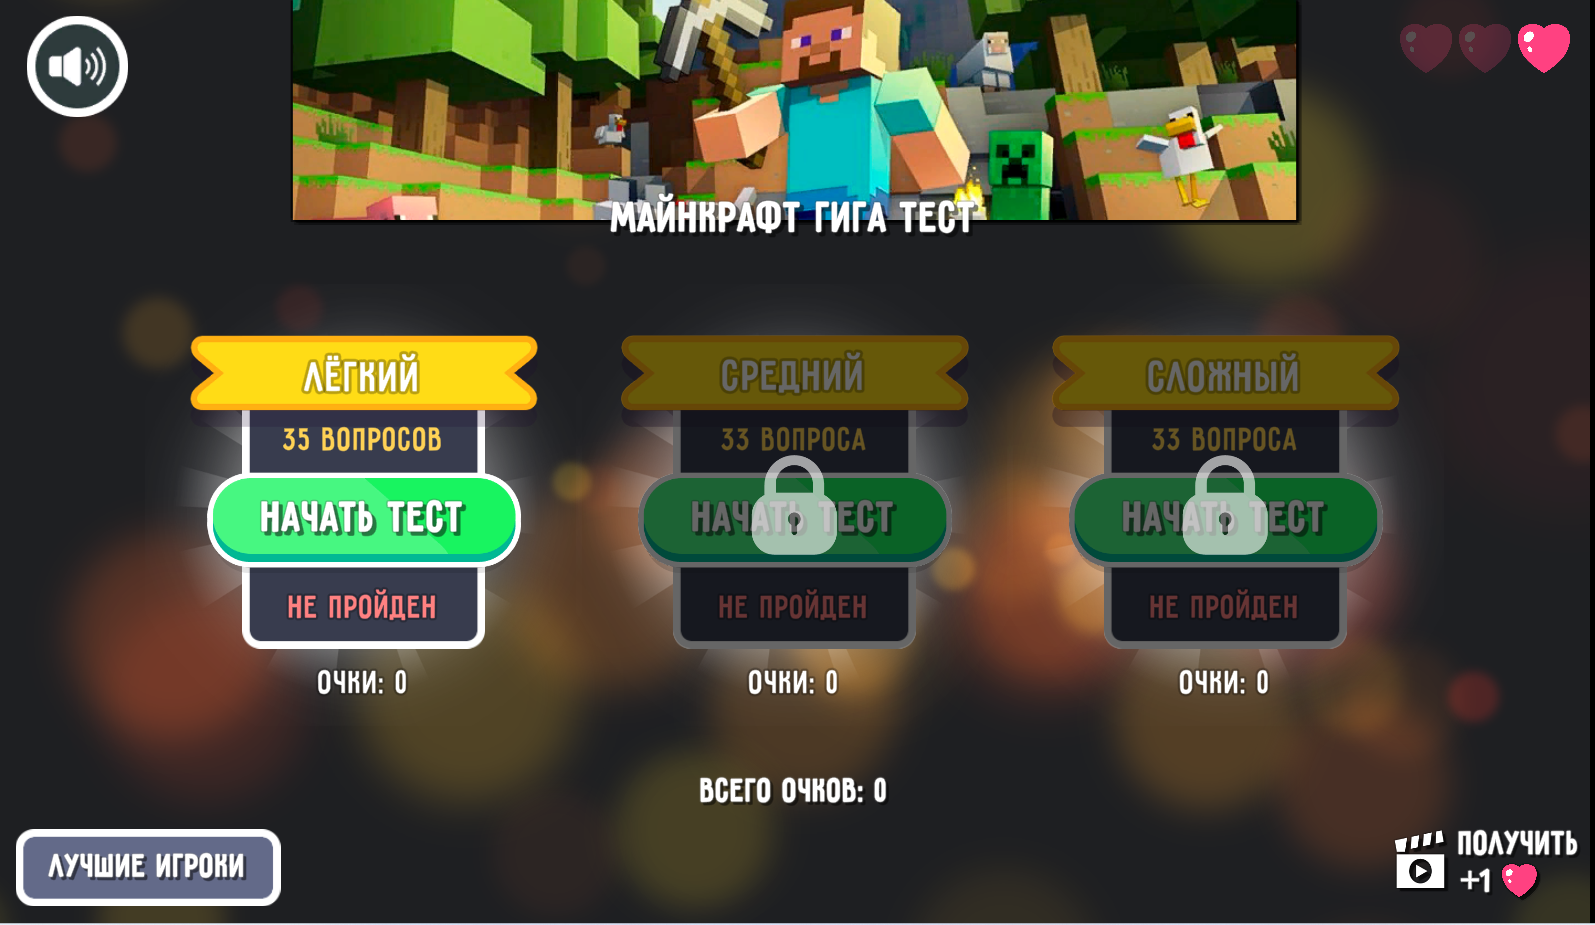 МАЙНКРАФТ ГИГА ТЕСТ
ЛЁГКИЙ
35 ВОПРОСОВ
НАЧАТЬ ТЕСТ
НЕ ПРОЙДЕН
ОЧКИ: 0
СРЕДНИЙ
33 ВОПРОСА
НАЧАТЬ ТЕСТ
НЕ ПРОЙДЕН
ОЧКИ: 0
СЛОЖНЫЙ
33 ВОПРОСА
НАЧАТЬ ТЕСТ
НЕ ПРОЙДЕН
ОЧКИ: 0
ВСЕГО ОЧКОВ: 0
ЛУЧШИЕ ИГРОКИ
ПОЛУЧИТЬ
+1